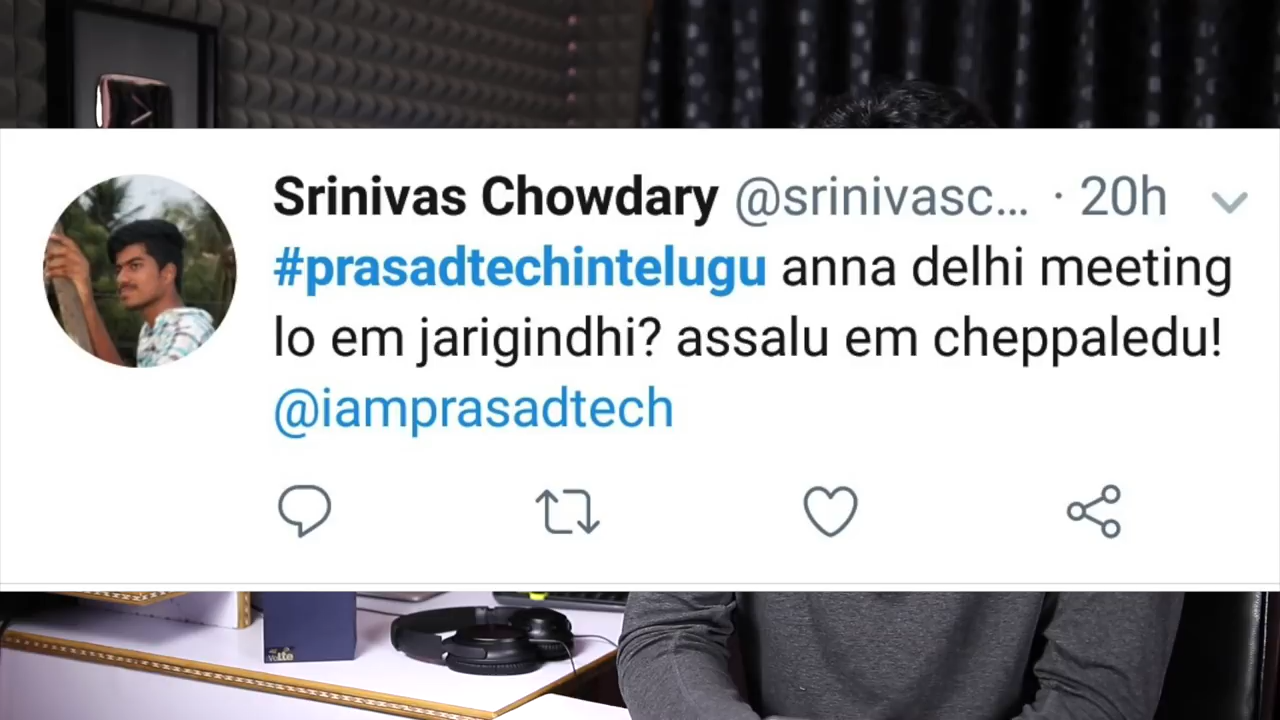 Srinivas Chowdary @srinivasc... · 20h
#prasadtechintelugu anna delhi meeting
lo em jarigindhi? assalu em cheppaledu!
@iamprasadtech